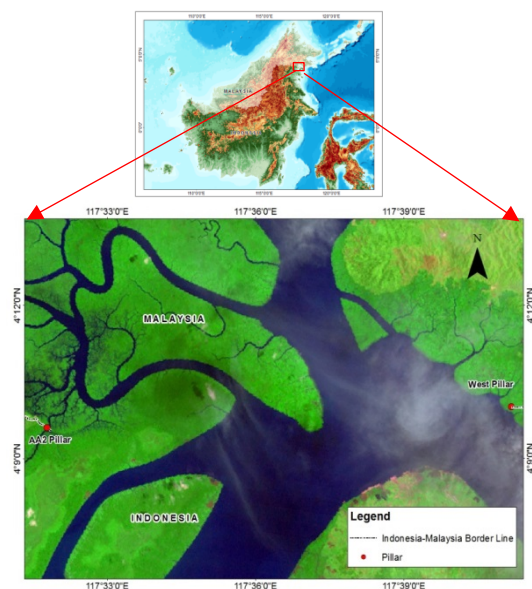 MALAYSIA
117°33'0"E 117°36'0"E 117°39'0"E
4°12'0"N 4°12'0"N
N
MALAYSIA
West Pillar
AA2 Pillar
4°9'0"N 4°9'0"N
INDONESIA
Legend
Indonesia-Malaysia Border Line
Pillar
117°33'0"E 117°36'0"E 117°39'0"E